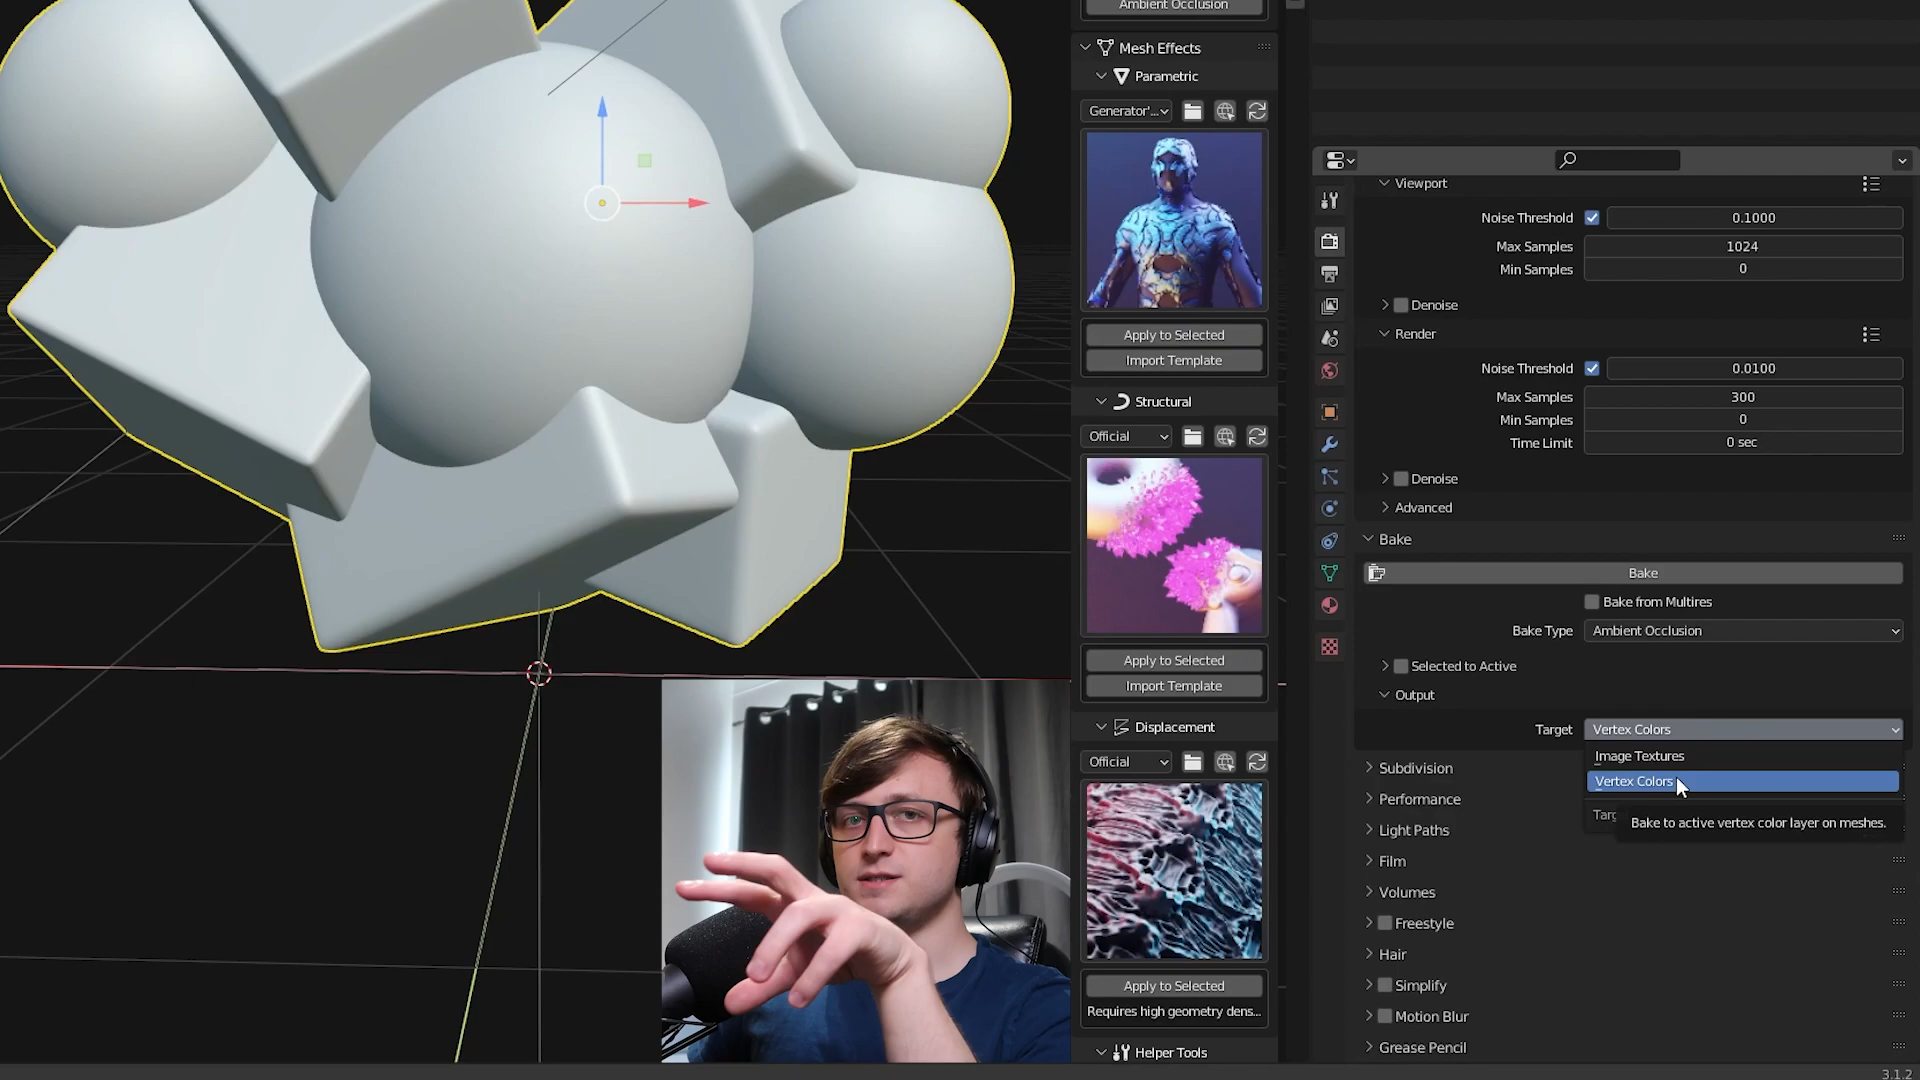 Ambient Occlusion
Mesh Effects
Parametric
Generator'...
Apply to Selected
Import Template
Structural
Official
Apply to Selected
Import Template
Displacement
Official
Apply to Selected
Requires high geometry dens...
Helper Tools
Viewport
Noise Threshold 0.1000
Max Samples 1024
Min Samples 0
Denoise
Render
Noise Threshold 0.0100
Max Samples 300
Min Samples 0
Time Limit 0 sec
Denoise
Advanced
Bake
Bake
Bake from Multires
Bake Type Ambient Occlusion
Selected to Active
Output
Target Vertex Colors
Image Textures
Vertex Colors
Bake to active vertex color layer on meshes.
Subdivision
Performance
Light Paths
Film
Volumes
Freestyle
Hair
Simplify
Motion Blur
Grease Pencil
3.1.2